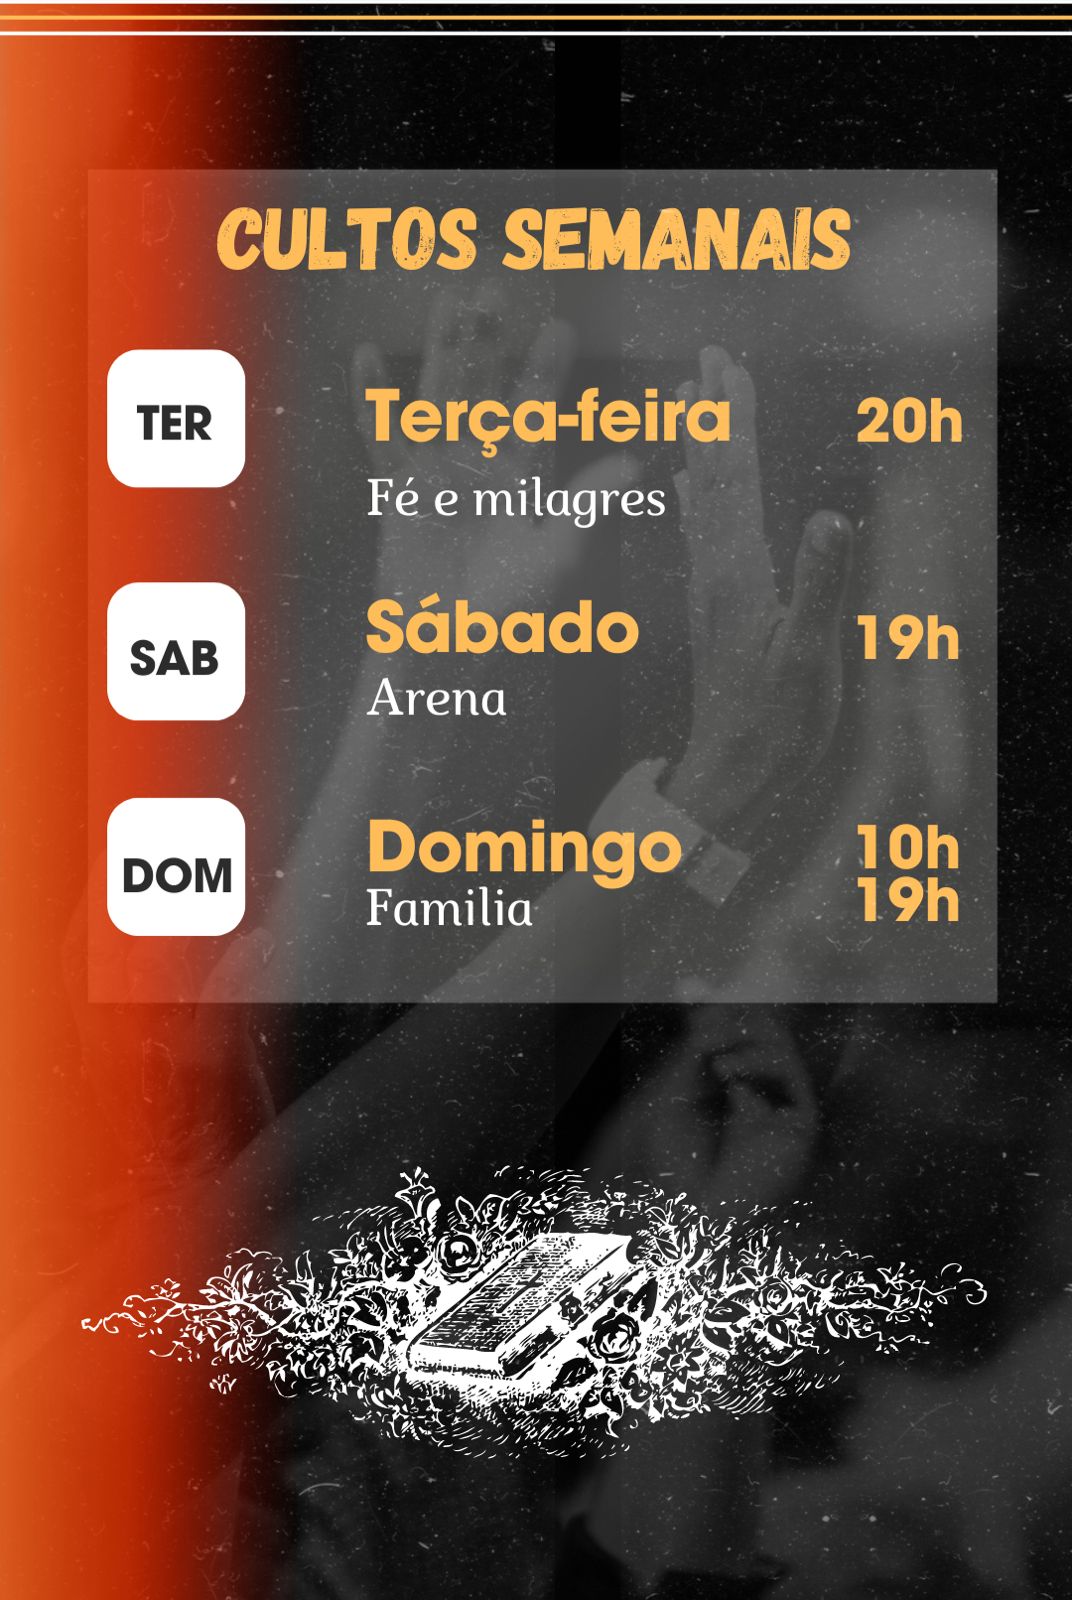 CULTOS SEMANAIS
TER
Terça-feira 20h
Fé e milagres
SAB
Sábado 19h
Arena
DOM
Domingo 10h
Familia 19h